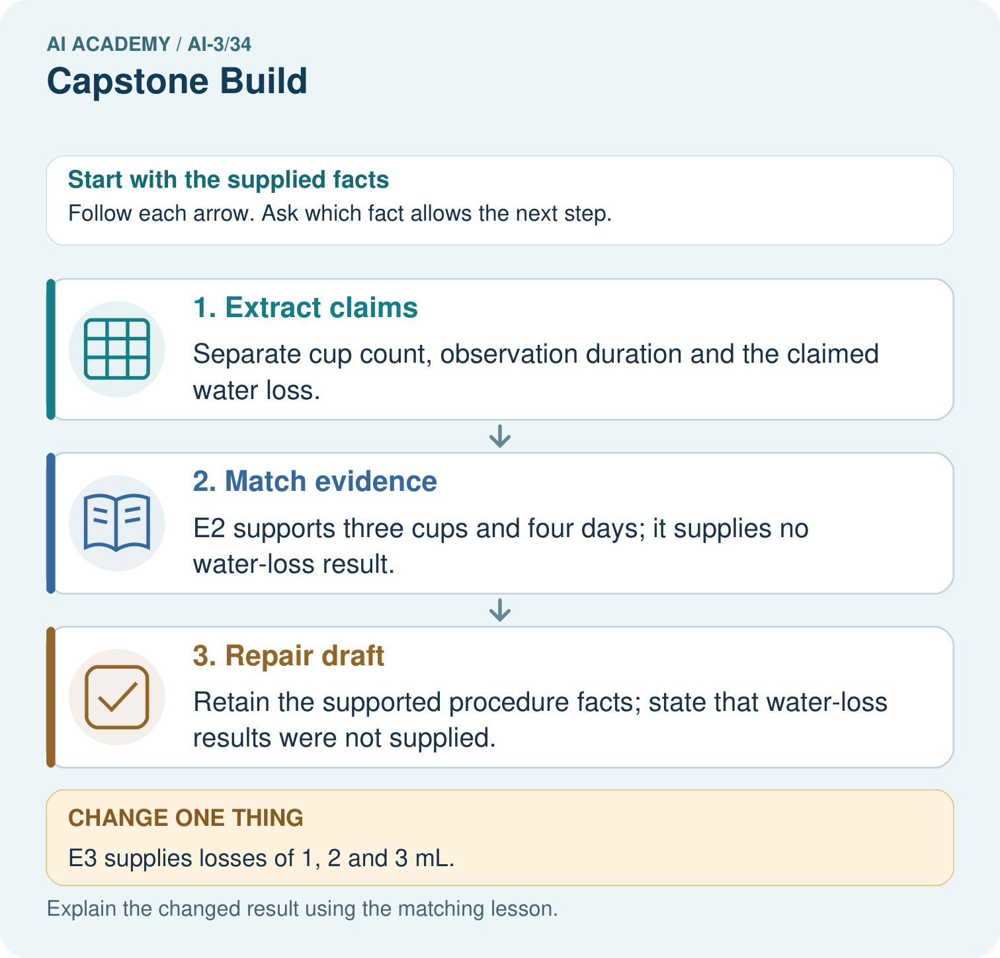 AI ACADEMY / AI-3/34
Capstone Build
Start with the supplied facts
Follow each arrow. Ask which fact allows the next step.
1. Extract claims
Separate cup count, observation duration and the claimed
water loss.
2. Match evidence
E2 supports three cups and four days; it supplies no
water-loss result.
3. Repair draft
Retain the supported procedure facts; state that water-loss
results were not supplied.
CHANGE ONE THING
E3 supplies losses of 1, 2 and 3 mL.
Explain the changed result using the matching lesson.